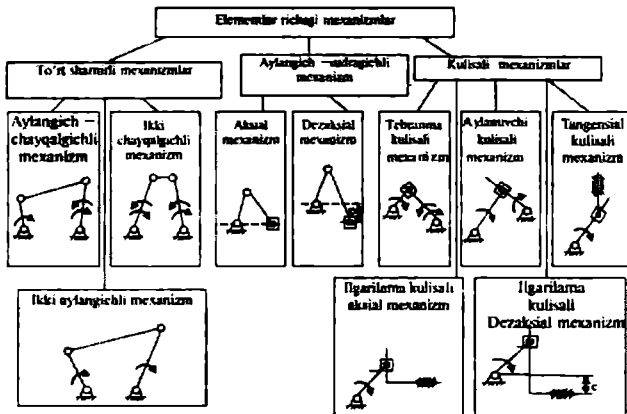 Elementar richagi mexanizmlar
To'rt sharnirli mexanizmlar
Aylangich – sudragichli
mexanizm
Kulisali mexanizmlar
Aylangich –
chayqalgichli
mexanizm
Ikki
chayqalgichli
mexanizm
Aksial
mexanizm
Dezaksial
mexanizm
Tebranma
kulisali
mexanizm
Aylanuvchi
kulisali
mexanizm
Tangensial
kulisali
mexanizm
Ikki aylangichli mexanizm
Ilgarilama kulisali
aksial mexanizm
Ilgarilama
kulisali
Dezaksial mexanizm
c